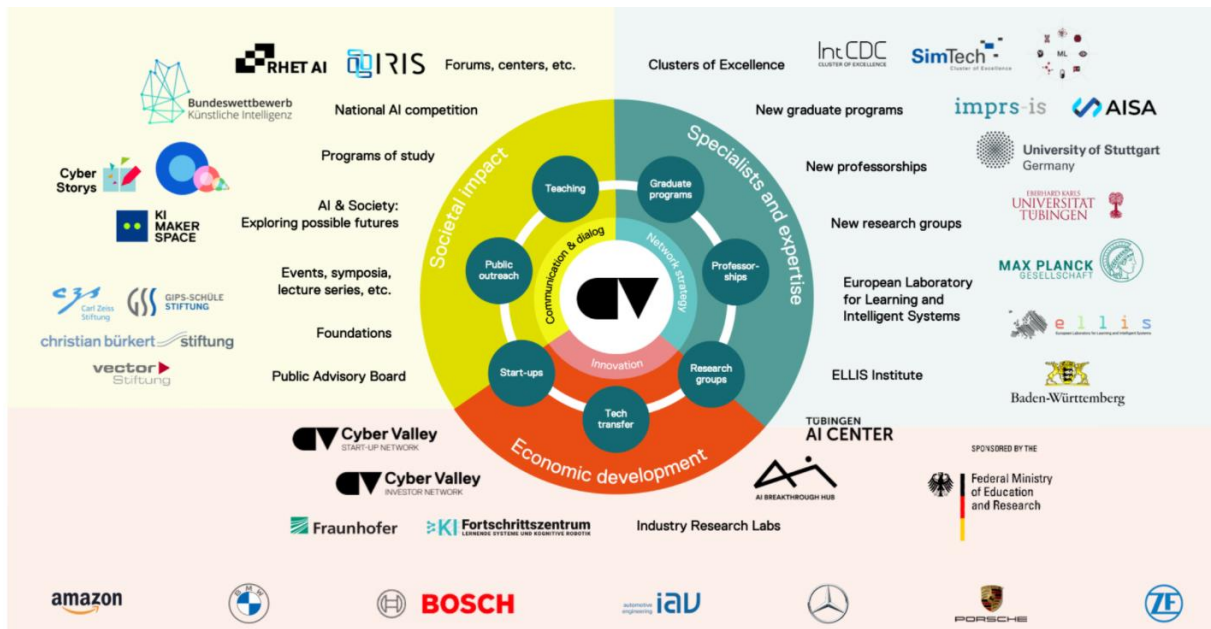 RHET AI
IRIS
Forums, centers, etc.
Bundeswettbewerb
Künstliche Intelligenz
National AI competition
Programs of study
Cyber
Storys
KI
MAKER
SPACE
AI & Society:
Exploring possible futures
Events, symposia,
lecture series, etc.
Carl Zeiss
Stiftung
GIPS-SCHÜLE
STIFTUNG
Foundations
christian bürkert stiftung
vector
Stiftung
Public Advisory Board
Clusters of Excellence
IntCDC
CLUSTER OF EXCELLENCE
SimTech
Cluster of Excellence
ML
New graduate programs
imprs-is
AISA
New professorships
University of Stuttgart
Germany
New research groups
EBERHARD KARLS
UNIVERSITÄT
TÜBINGEN
European Laboratory
for Learning and
Intelligent Systems
MAX PLANCK
GESELLSCHAFT
ellis
European Laboratory for Learning and Intelligent Systems
ELLIS Institute
Baden-Württemberg
Societal impact
Specialists and expertise
Economic development
Communication & dialog
Network strategy
Innovation
Teaching
Graduate
programs
Public
outreach
Professor-
ships
Start-ups
Research
groups
Tech
transfer
Cyber Valley
START-UP NETWORK
Cyber Valley
INVESTOR NETWORK
Fraunhofer
KI Fortschrittszentrum
LERNENDE SYSTEME UND KOGNITIVE ROBOTIK
Industry Research Labs
TÜBINGEN
AI CENTER
AI BREAKTHROUGH HUB
SPONSORED BY THE
Federal Ministry
of Education
and Research
amazon
BMW
BOSCH
automotive
engineering
iav
PORSCHE
ZF